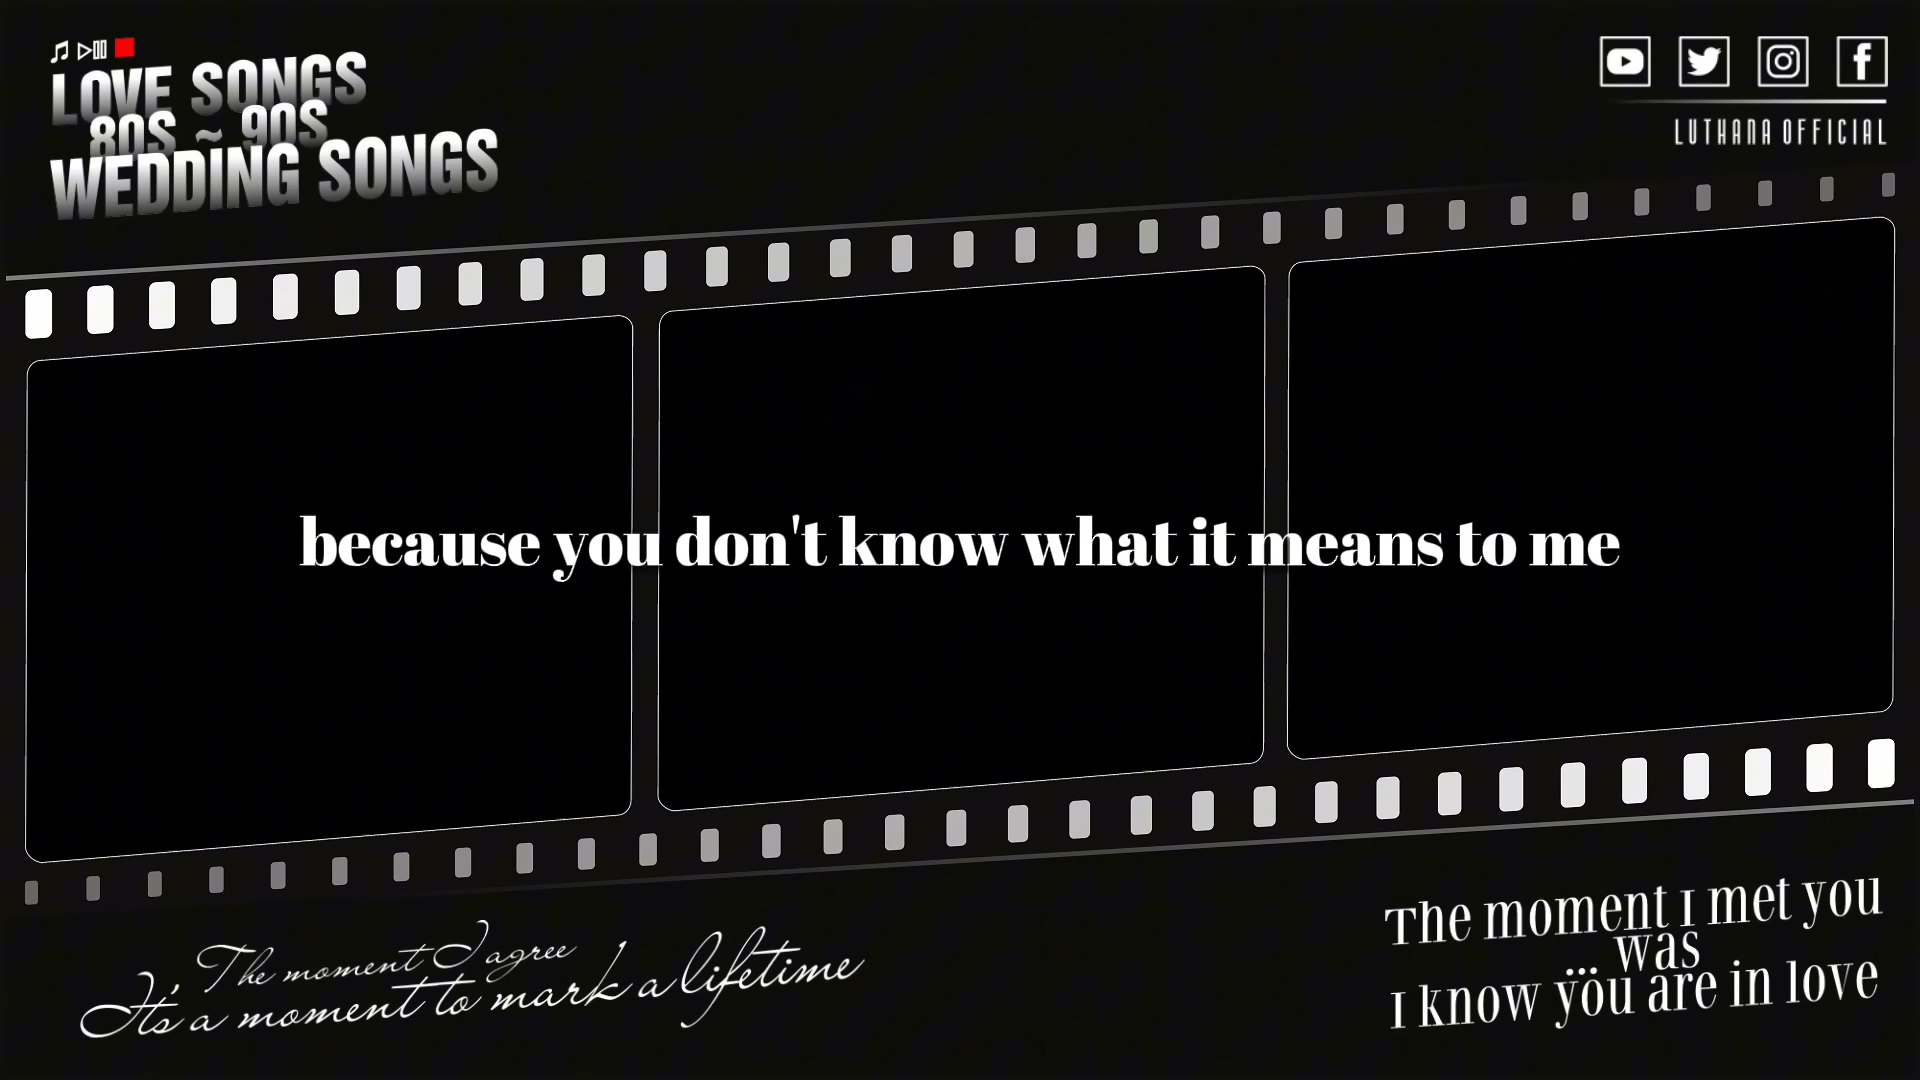 LOVE SONGS
80S ~ 90S
WEDDING SONGS
LUTHANA OFFICIAL
because you don't know what it means to me
The moment I agree
It's a moment to mark a lifetime
The moment I met you
was
I know yöu are in love